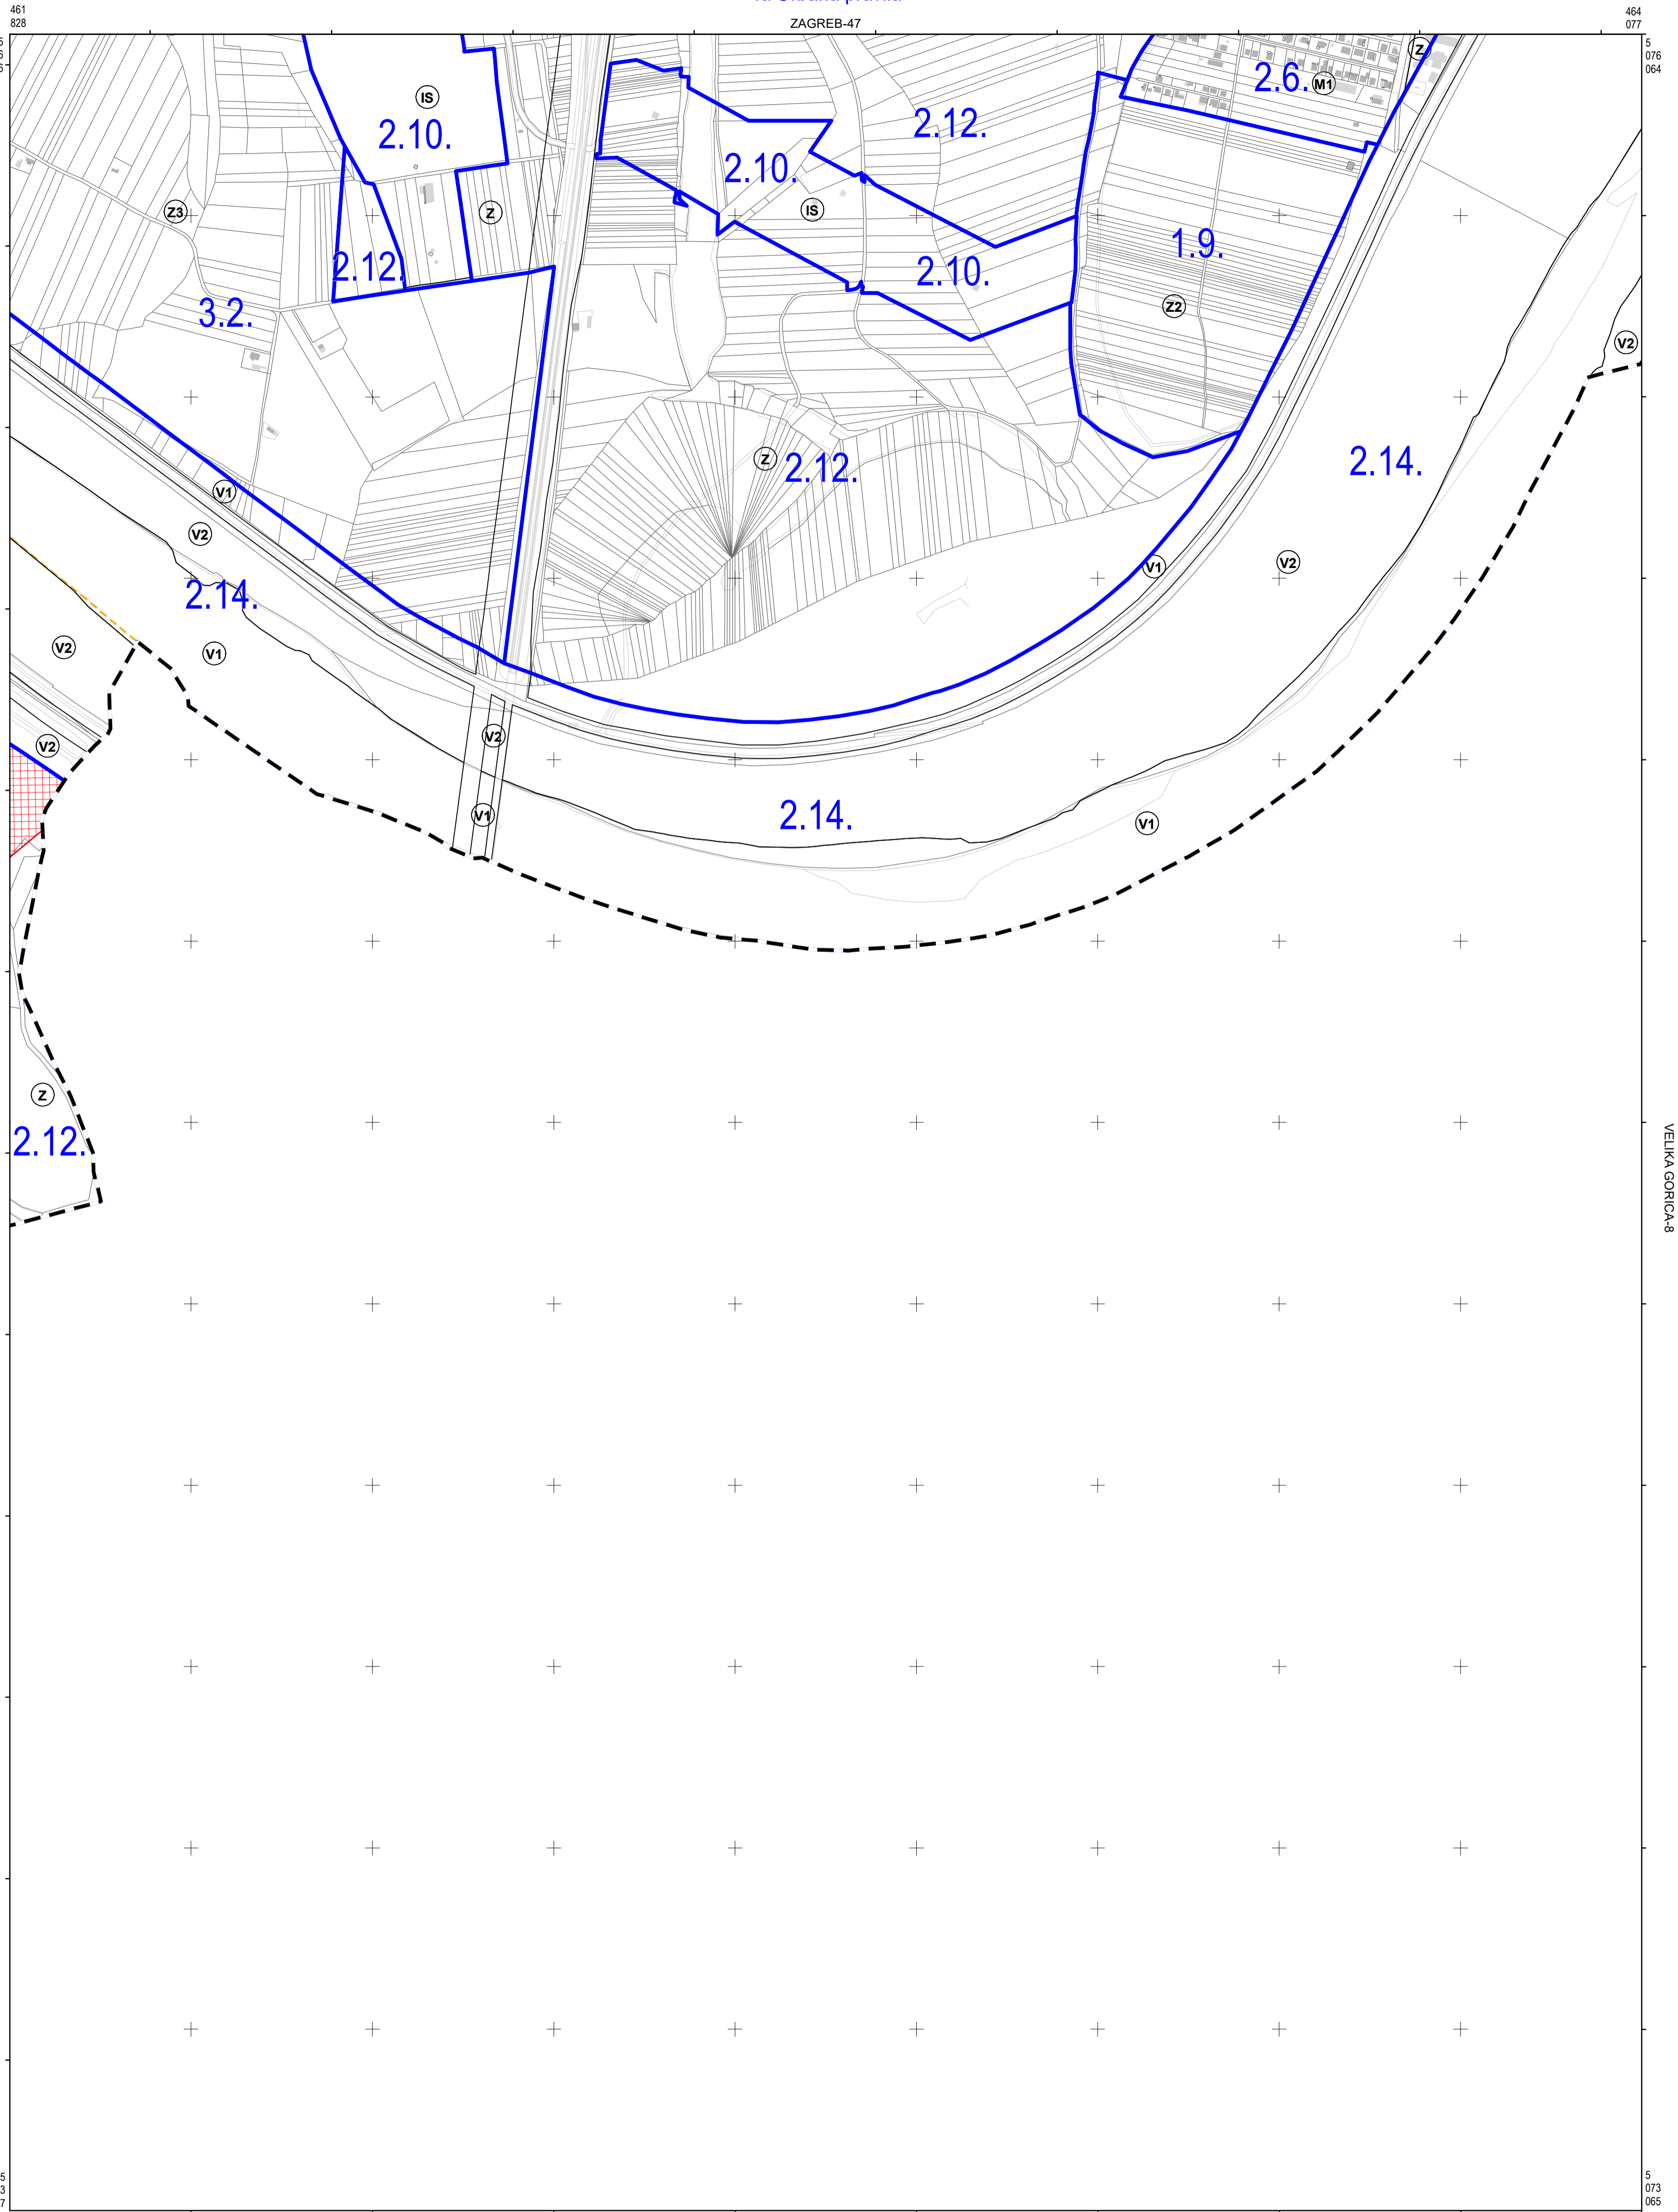 461
828
ZAGREB-47
464
077
5
076
064
Z
2.6.
M1
IS
2.10.
2.12.
2.10.
Z3
Z
IS
1.9.
2.12.
2.10.
3.2.
Z2
V2
Z
2.12.
2.14.
V1
V2
2.14.
V1
V2
V2
V1
V2
V2
V1
2.14.
V1
Z
2.12.
VELIKA GORICA-8
5
073
065